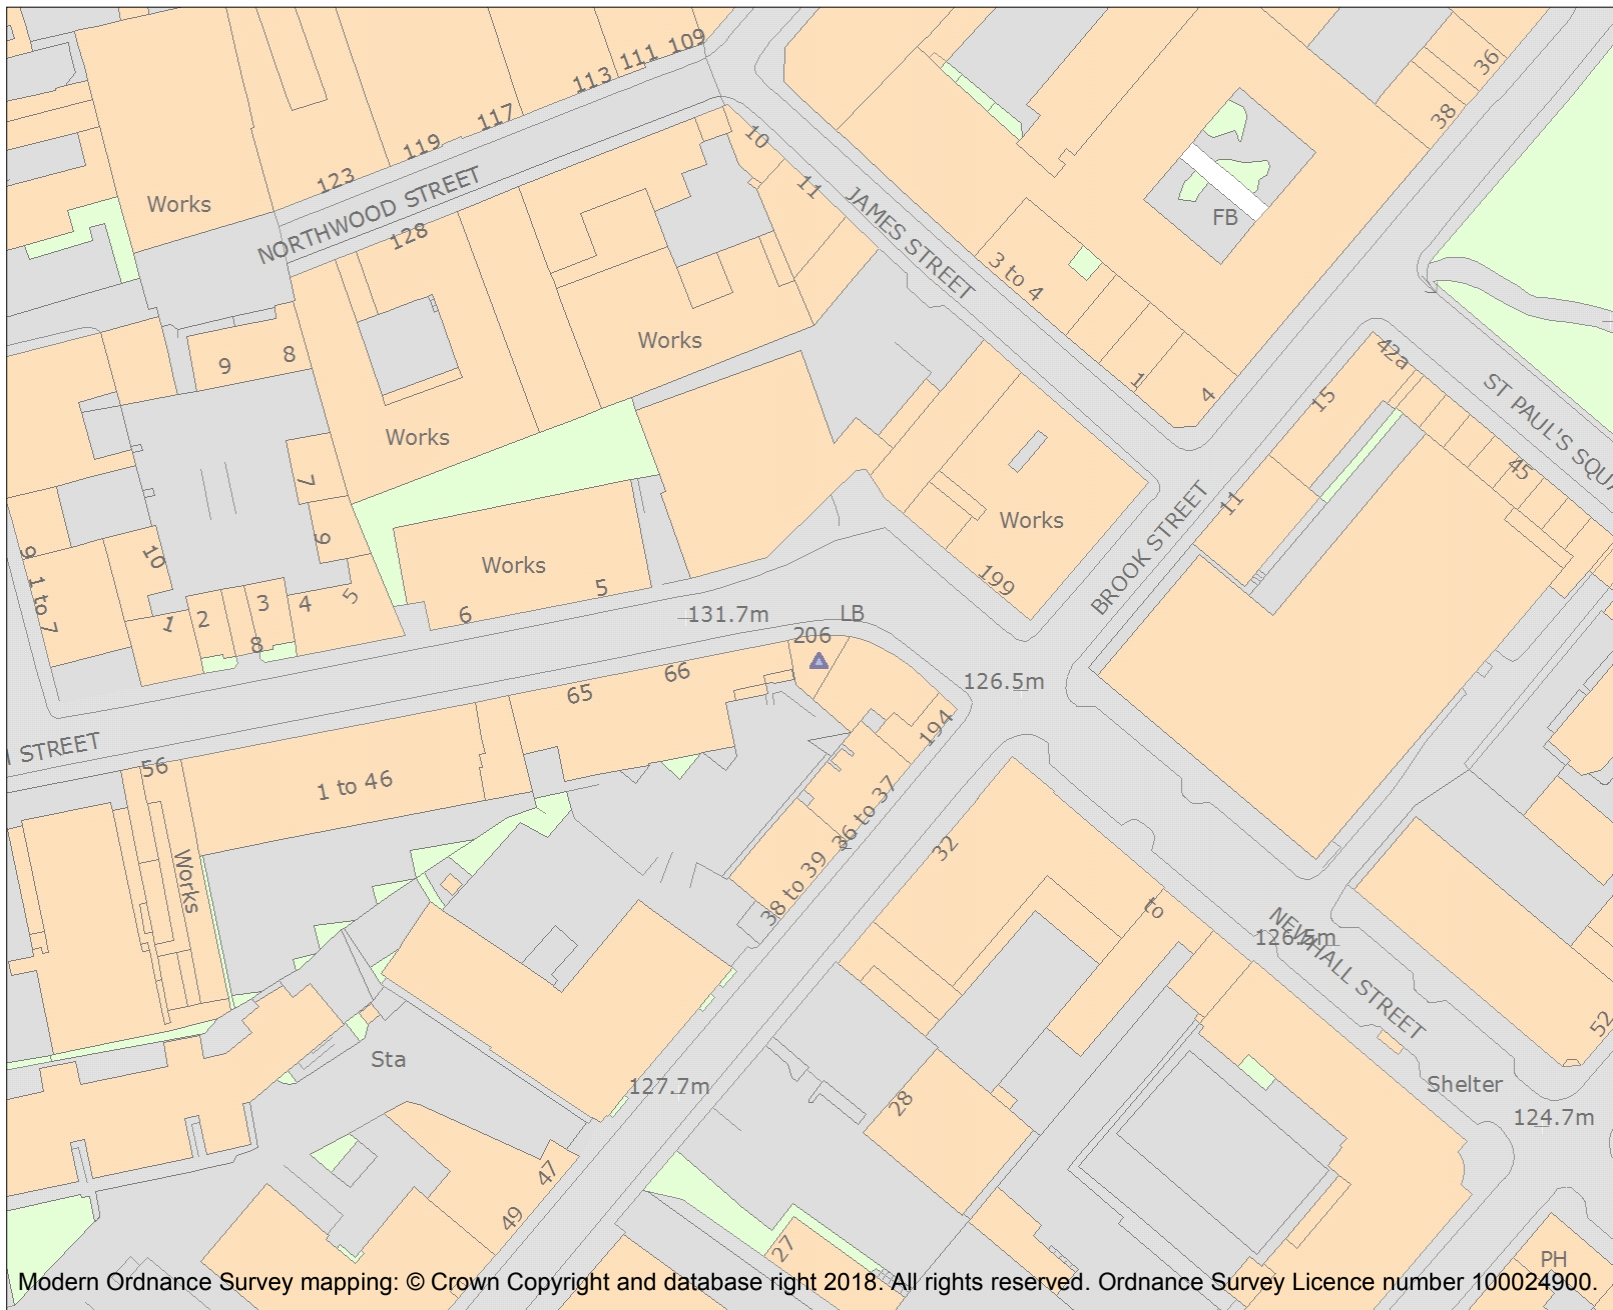 109
111
113
117
119
123
Works
NORTHWOOD STREET
128
10
11
JAMES STREET
36
38
FB
3 to 4
Works
9
8
1
4
42a
15
ST PAUL'S SQUA
45
Works
7
6
Works
11
BROOK STREET
199
Works
5
6
9
1 to 7
10
1
2
3
4
5
8
131.7m
LB
206
66
65
126.5m
194
STREET
56
1 to 46
Works
36 to 37
38 to 39
32
to
126.5m
NEWHALL STREET
52
Shelter
124.7m
Sta
127.7m
28
47
49
27
PH
Modern Ordnance Survey mapping: © Crown Copyright and database right 2018. All rights reserved. Ordnance Survey Licence number 100024900.